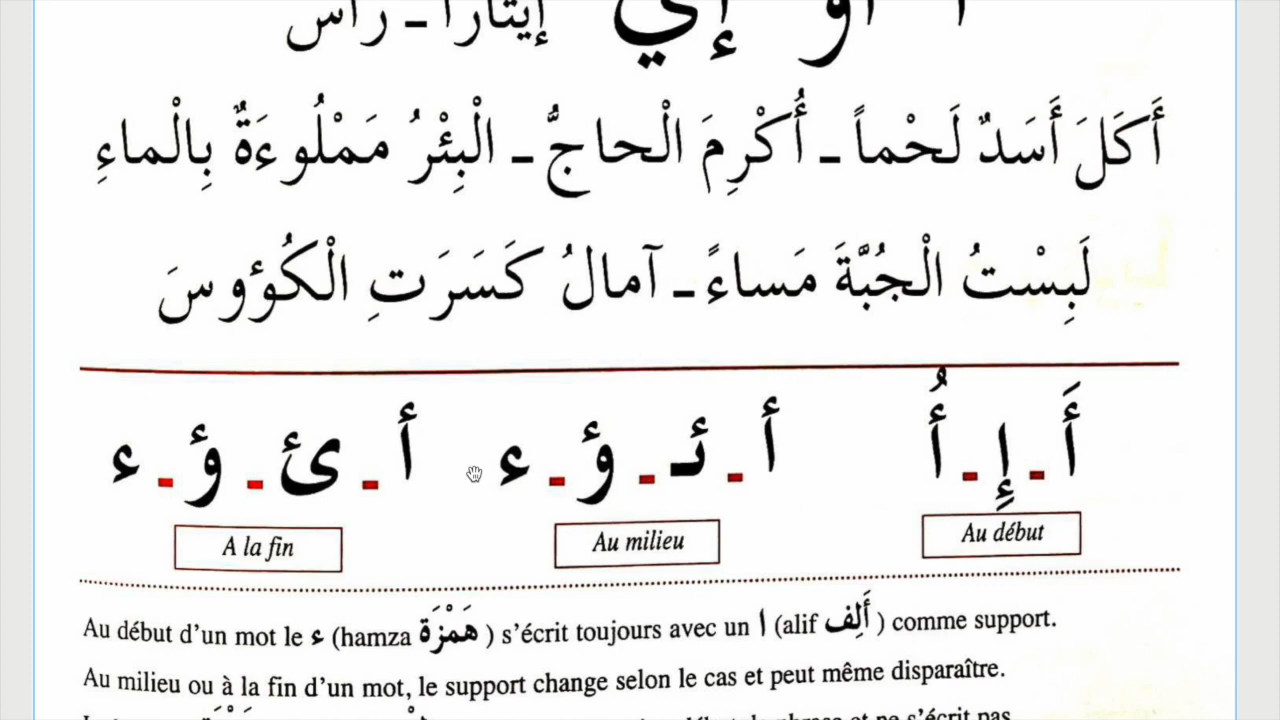 إيثارا ـ رأس
أَكَلَ أَسَدٌ لَحْماً ـ أُكْرِمَ الْحاجُّ ـ الْبِئْرُ مَمْلُوءَةٌ بِالْماءِ
لَبِسْتُ الْجُبَّةَ مَساءً ـ آمالُ كَسَرَتِ الْكُؤوسَ
أَ - إِ - أُ أ - ئـ - ؤ - ء أ - ئ - ؤ - ء
Au début Au milieu A la fin
Au début d’un mot le ء (hamza هَمْزَة ) s’écrit toujours avec un ا (alif أَلِف ) comme support.
Au milieu ou à la fin d’un mot, le support change selon le cas et peut même disparaître.